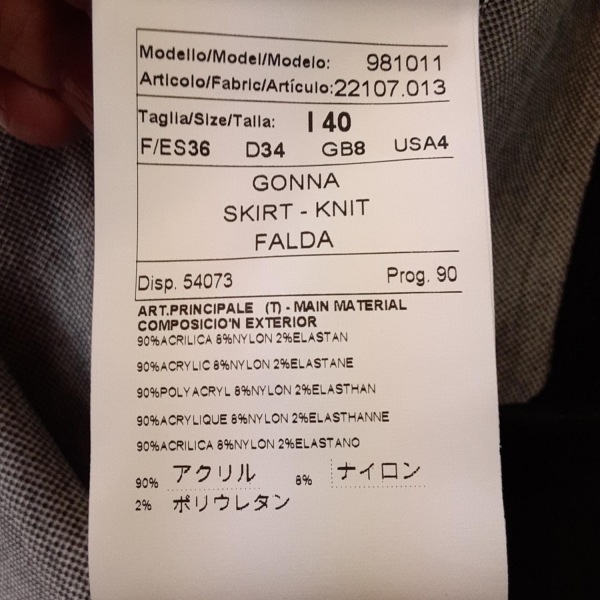 Modello/Model/Modelo: 981011
Articolo/Fabric/Artículo:22107.013
Taglia/Size/Talla: I 40
F/ES36 D34 GB8 USA4
GONNA
SKIRT - KNIT
FALDA
Disp. 54073 Prog. 90
ART.PRINCIPALE (T) - MAIN MATERIAL
COMPOSICIO'N EXTERIOR
90%ACRILICA 8%NYLON 2%ELASTAN
90%ACRYLIC 8%NYLON 2%ELASTANE
90%POLYACRYL 8%NYLON 2%ELASTHAN
90%ACRYLIQUE 8%NYLON 2%ELASTHANNE
90%ACRILICA 8%NYLON 2%ELASTANO
90% アクリル 8% ナイロン
2% ポリウレタン